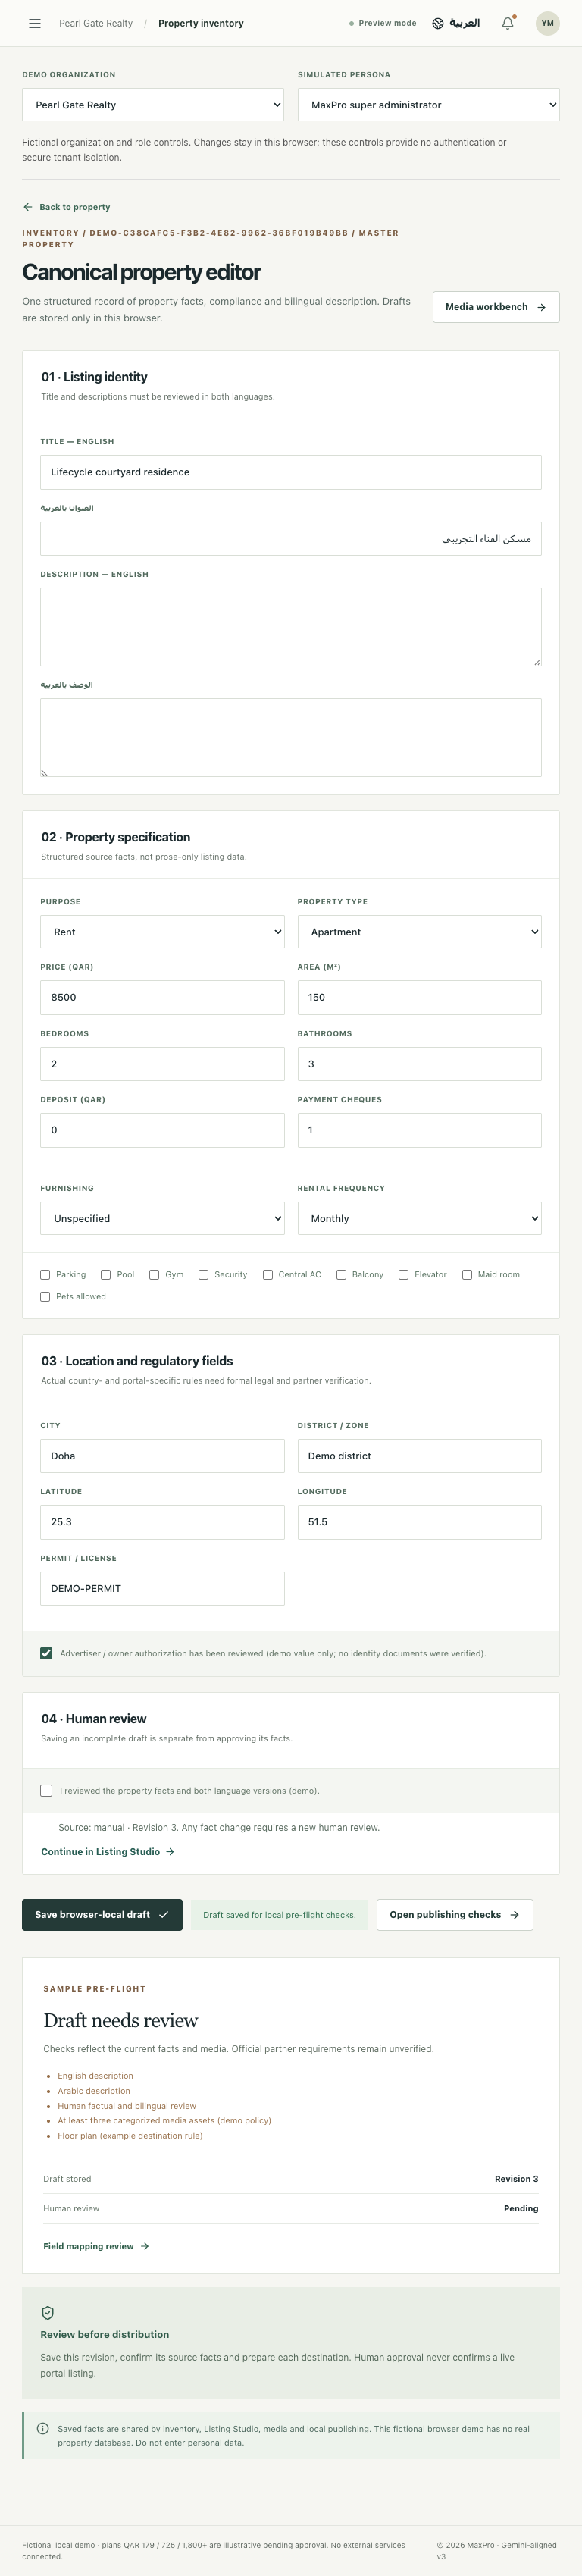 Pearl Gate Realty / Property inventory
Preview mode
العربية
YM
DEMO ORGANIZATION
Pearl Gate Realty
SIMULATED PERSONA
MaxPro super administrator
Fictional organization and role controls. Changes stay in this browser; these controls provide no authentication or
secure tenant isolation.
Back to property
INVENTORY / DEMO-C38CAFC5-F3B2-4E82-9962-36BF019B49BB / MASTER
PROPERTY
Canonical property editor
One structured record of property facts, compliance and bilingual description. Drafts
are stored only in this browser.
Media workbench
01 · Listing identity
Title and descriptions must be reviewed in both languages.
TITLE — ENGLISH
Lifecycle courtyard residence
العنوان بالعربية
مسكن الفناء التجريبي
DESCRIPTION — ENGLISH
الوصف بالعربية
02 · Property specification
Structured source facts, not prose-only listing data.
PURPOSE
Rent
PROPERTY TYPE
Apartment
PRICE (QAR)
8500
AREA (M²)
150
BEDROOMS
2
BATHROOMS
3
DEPOSIT (QAR)
0
PAYMENT CHEQUES
1
FURNISHING
Unspecified
RENTAL FREQUENCY
Monthly
Parking
Pool
Gym
Security
Central AC
Balcony
Elevator
Maid room
Pets allowed
03 · Location and regulatory fields
Actual country- and portal-specific rules need formal legal and partner verification.
CITY
Doha
DISTRICT / ZONE
Demo district
LATITUDE
25.3
LONGITUDE
51.5
PERMIT / LICENSE
DEMO-PERMIT
Advertiser / owner authorization has been reviewed (demo value only; no identity documents were verified).
04 · Human review
Saving an incomplete draft is separate from approving its facts.
I reviewed the property facts and both language versions (demo).
Source: manual · Revision 3. Any fact change requires a new human review.
Continue in Listing Studio
Save browser-local draft
Draft saved for local pre-flight checks.
Open publishing checks
SAMPLE PRE-FLIGHT
Draft needs review
Checks reflect the current facts and media. Official partner requirements remain unverified.
English description
Arabic description
Human factual and bilingual review
At least three categorized media assets (demo policy)
Floor plan (example destination rule)
Draft stored
Revision 3
Human review
Pending
Field mapping review
Review before distribution
Save this revision, confirm its source facts and prepare each destination. Human approval never confirms a live
portal listing.
Saved facts are shared by inventory, Listing Studio, media and local publishing. This fictional browser demo has no real
property database. Do not enter personal data.
Fictional local demo · plans QAR 179 / 725 / 1,800+ are illustrative pending approval. No external services
connected.
© 2026 MaxPro · Gemini-aligned
v3